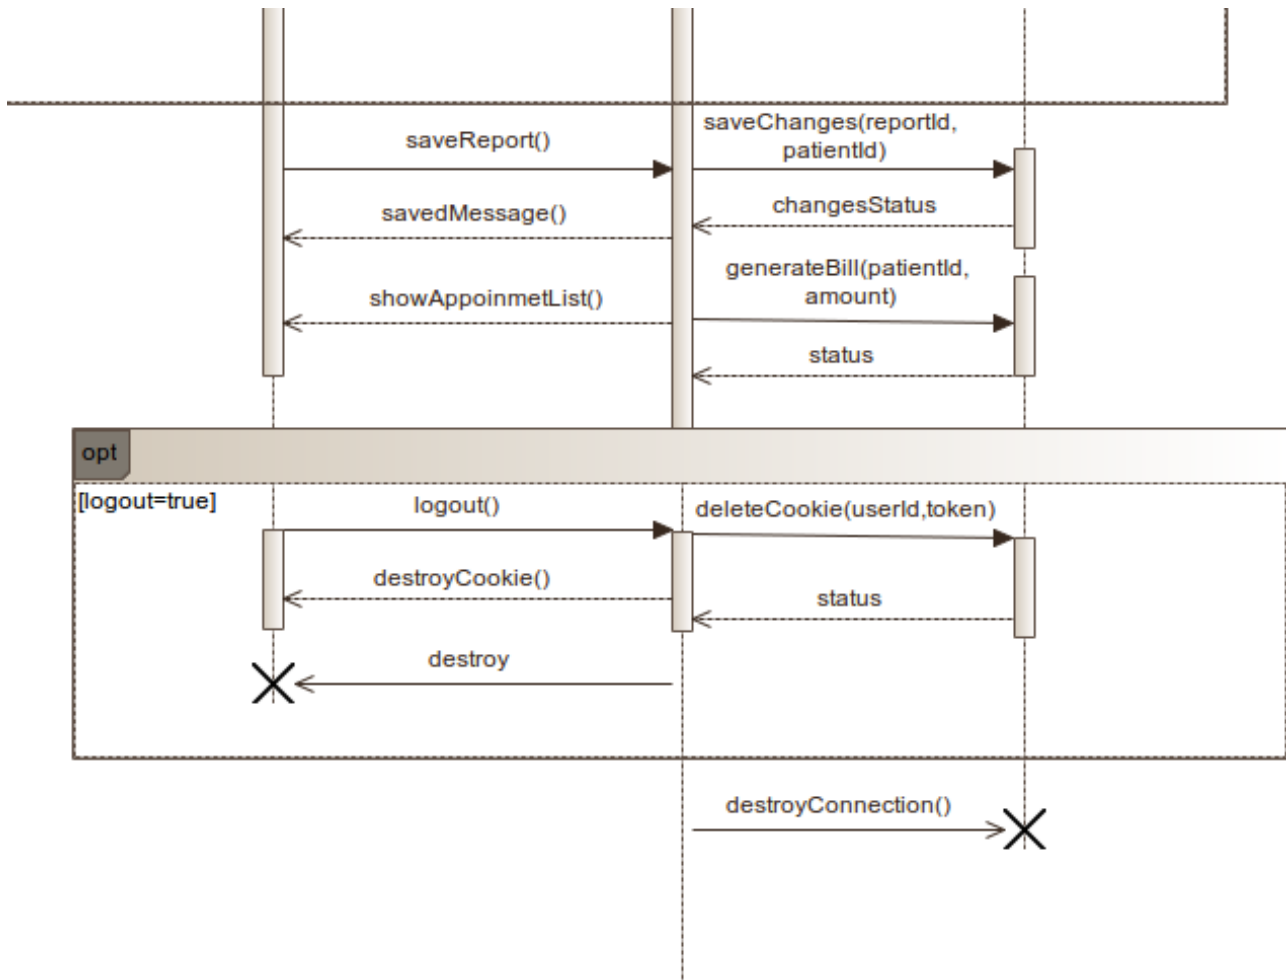 saveReport()
saveChanges(reportId,
patientId)
savedMessage()
changesStatus
showAppoinmetList()
generateBill(patientId,
amount)
status
opt
[logout=true]
logout()
deleteCookie(userId,token)
destroyCookie()
status
destroy
destroyConnection()